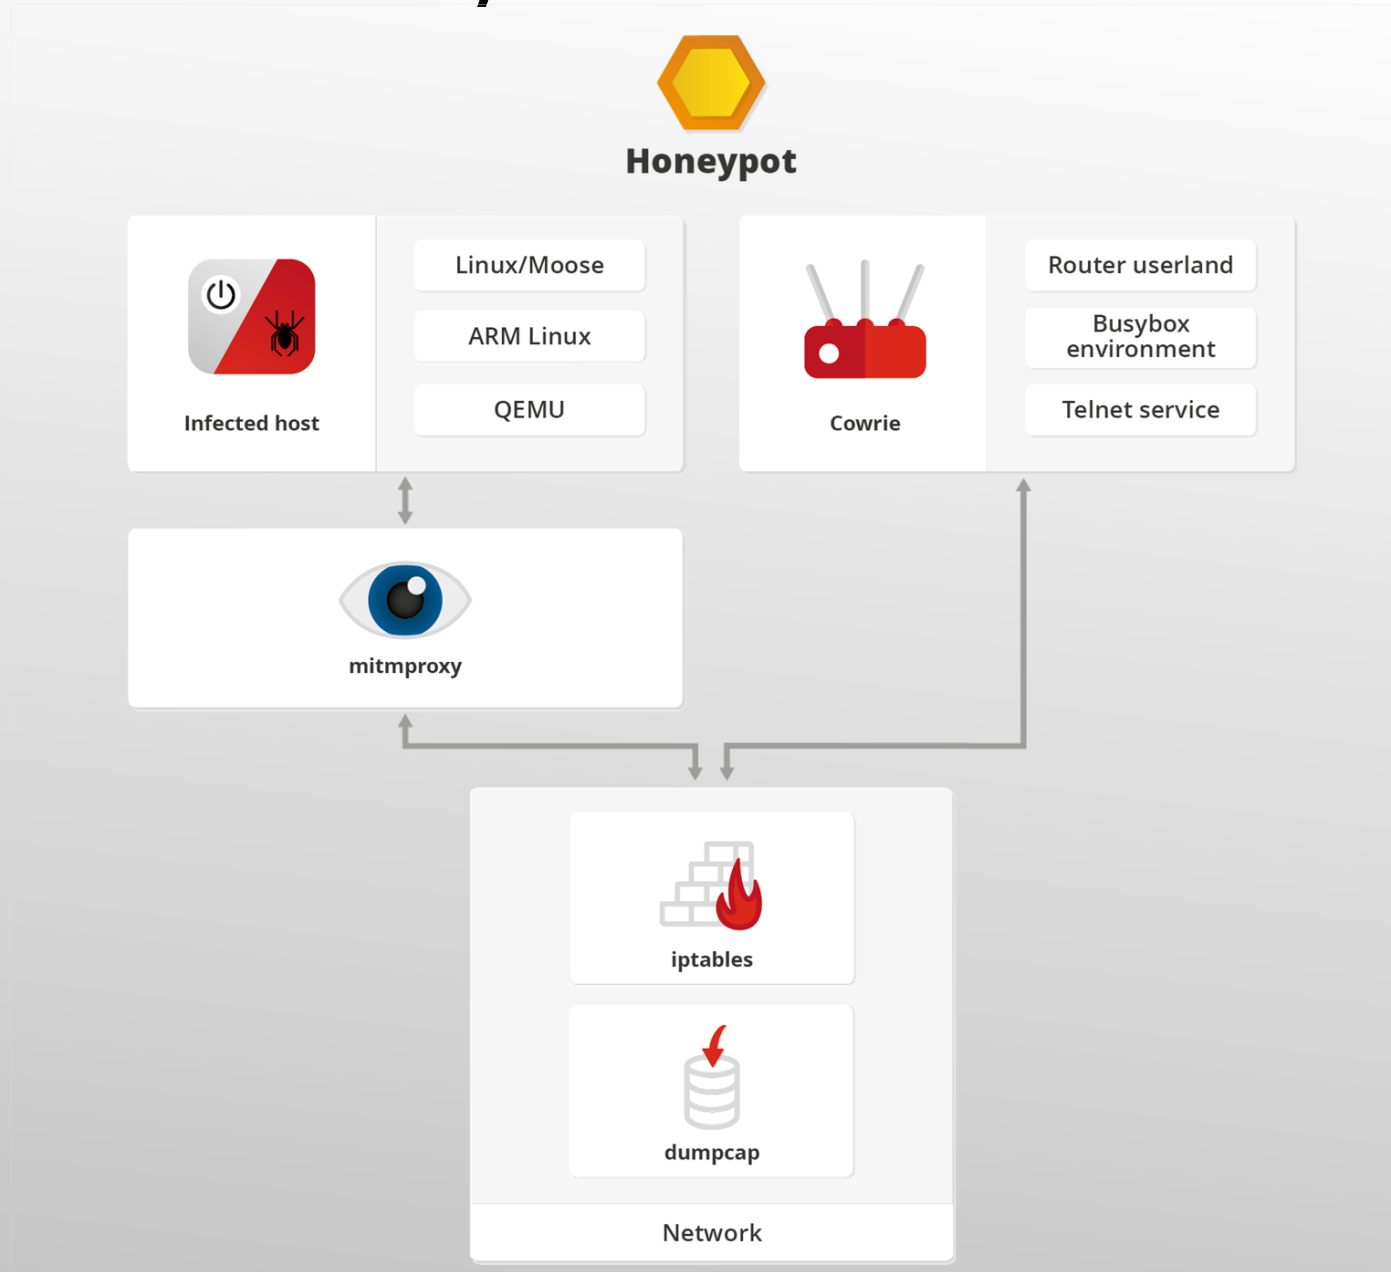 Honeypot
Linux/Moose
ARM Linux
QEMU
Infected host
Router userland
Busybox
environment
Telnet service
Cowrie
mitmproxy
iptables
dumpcap
Network